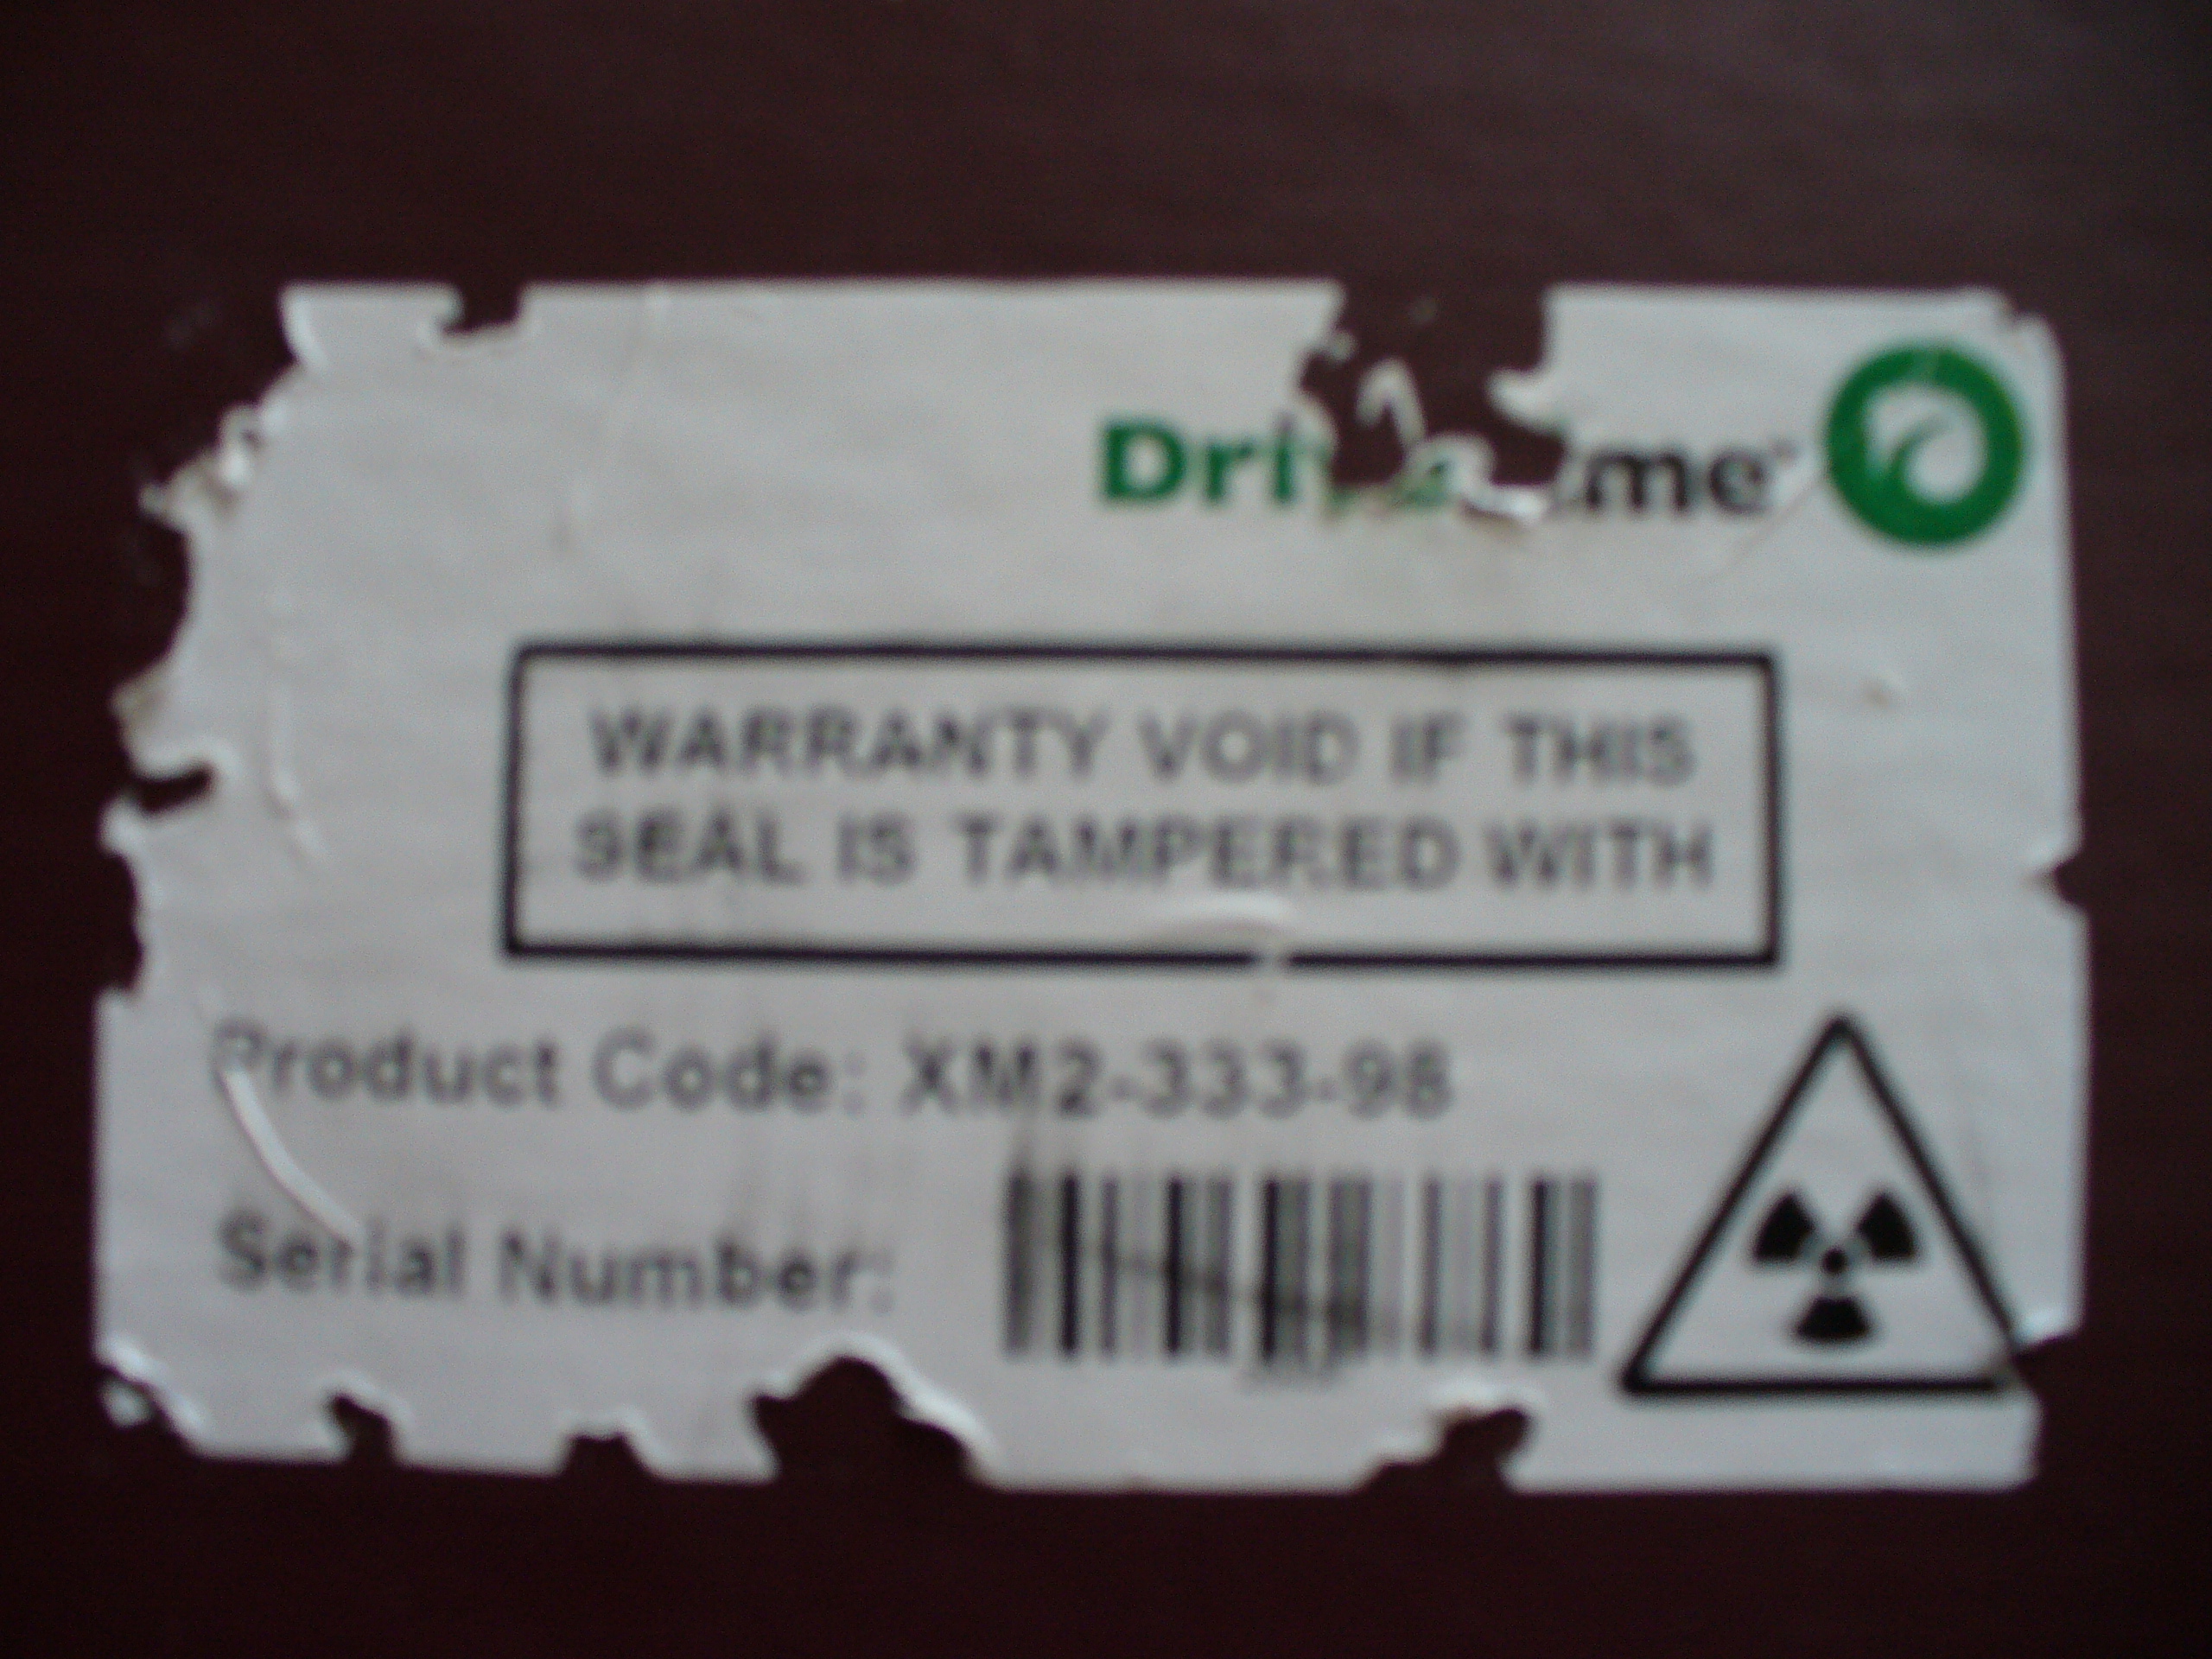 WARRANTY VOID IF THIS
SEAL IS TAMPERED WITH
Product Code: XM2-333-98
Serial Number: